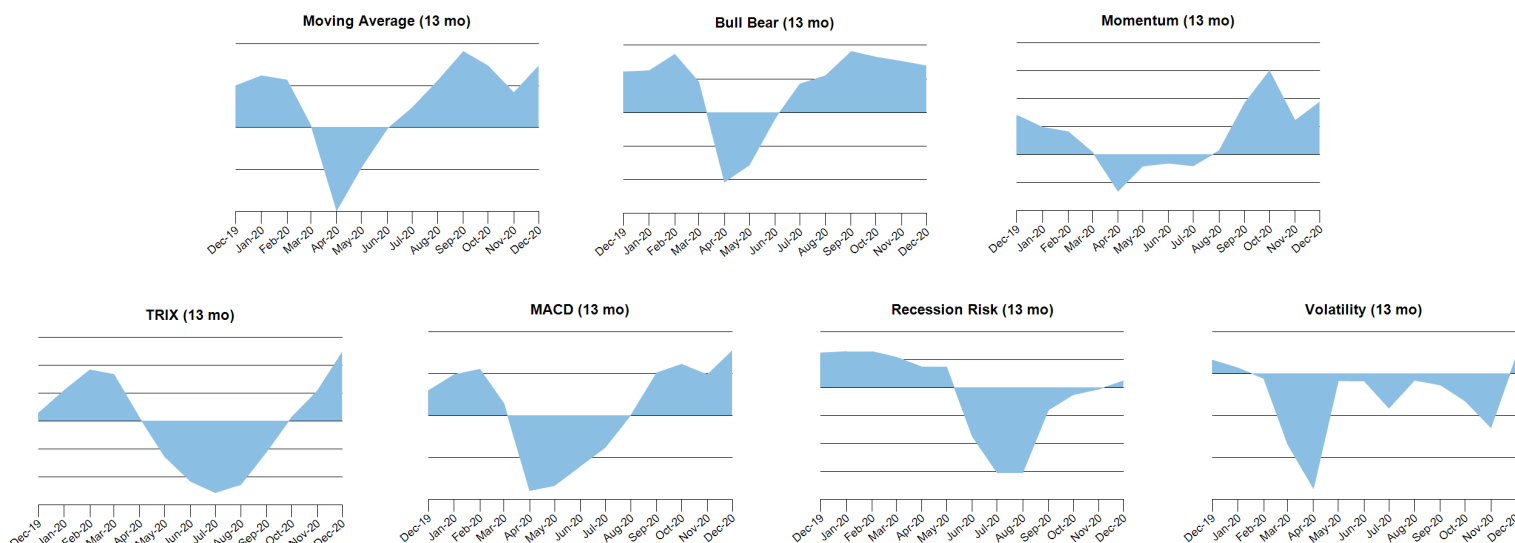 Moving Average (13 mo)
Bull Bear (13 mo)
Momentum (13 mo)
Dec-19 Jan-20 Feb-20 Mar-20 Apr-20 May-20 Jun-20 Jul-20 Aug-20 Sep-20 Oct-20 Nov-20 Dec-20
Dec-19 Jan-20 Feb-20 Mar-20 Apr-20 May-20 Jun-20 Jul-20 Aug-20 Sep-20 Oct-20 Nov-20 Dec-20
Dec-19 Jan-20 Feb-20 Mar-20 Apr-20 May-20 Jun-20 Jul-20 Aug-20 Sep-20 Oct-20 Nov-20 Dec-20
TRIX (13 mo)
MACD (13 mo)
Recession Risk (13 mo)
Volatility (13 mo)
Dec-19 Jan-20 Feb-20 Mar-20 Apr-20 May-20 Jun-20 Jul-20 Aug-20 Sep-20 Oct-20 Nov-20 Dec-20
Dec-19 Jan-20 Feb-20 Mar-20 Apr-20 May-20 Jun-20 Jul-20 Aug-20 Sep-20 Oct-20 Nov-20 Dec-20
Dec-19 Jan-20 Feb-20 Mar-20 Apr-20 May-20 Jun-20 Jul-20 Aug-20 Sep-20 Oct-20 Nov-20 Dec-20
Dec-19 Jan-20 Feb-20 Mar-20 Apr-20 May-20 Jun-20 Jul-20 Aug-20 Sep-20 Oct-20 Nov-20 Dec-20